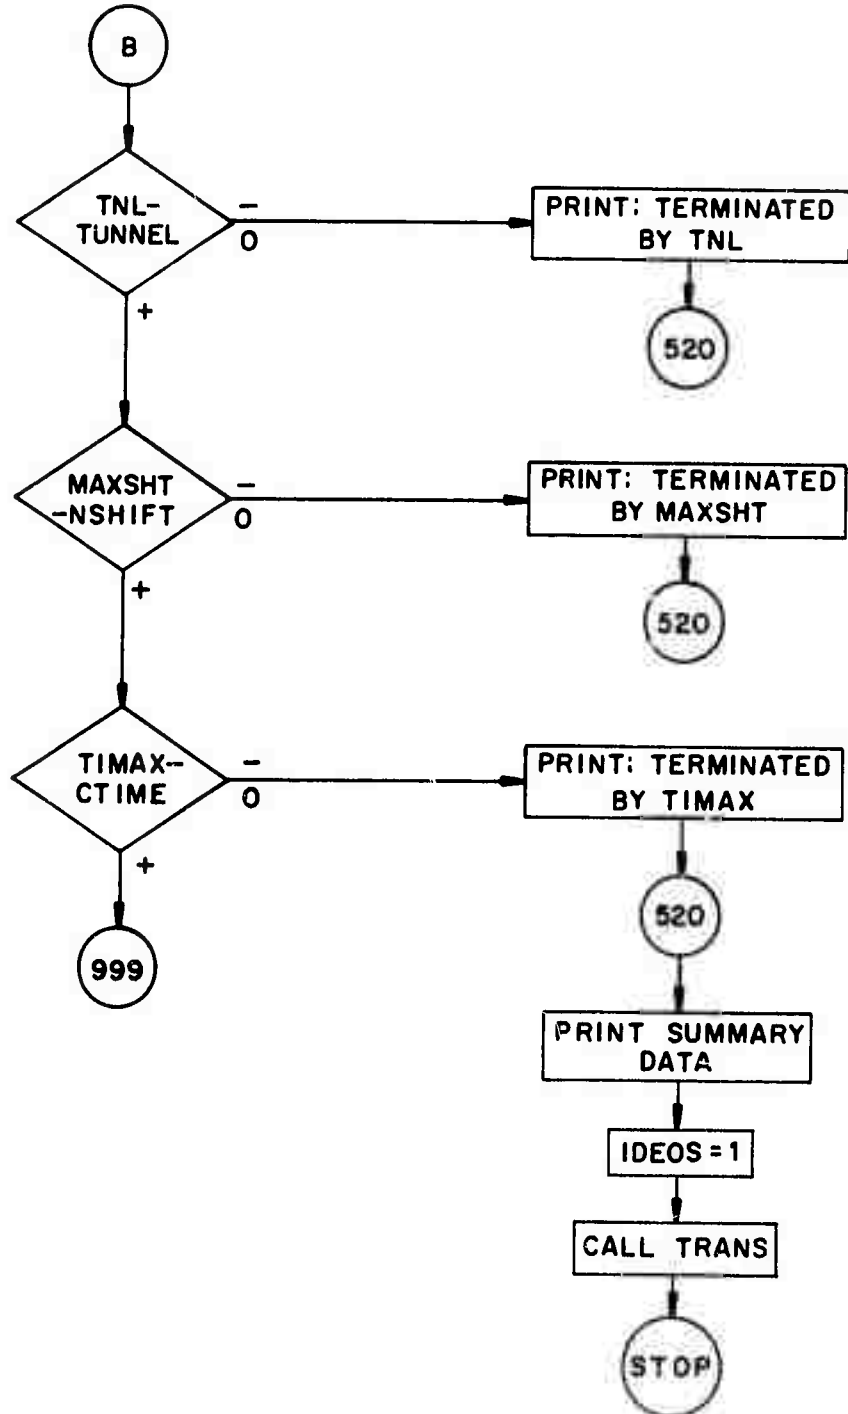 B
TNL-
TUNNEL
-
0
+
PRINT: TERMINATED
BY TNL
520
MAXSHT
-NSHIFT
-
0
+
PRINT: TERMINATED
BY MAXSHT
520
TIMAX-
CTIME
-
0
+
PRINT: TERMINATED
BY TIMAX
999
520
PRINT SUMMARY
DATA
IDEOS = 1
CALL TRANS
STOP